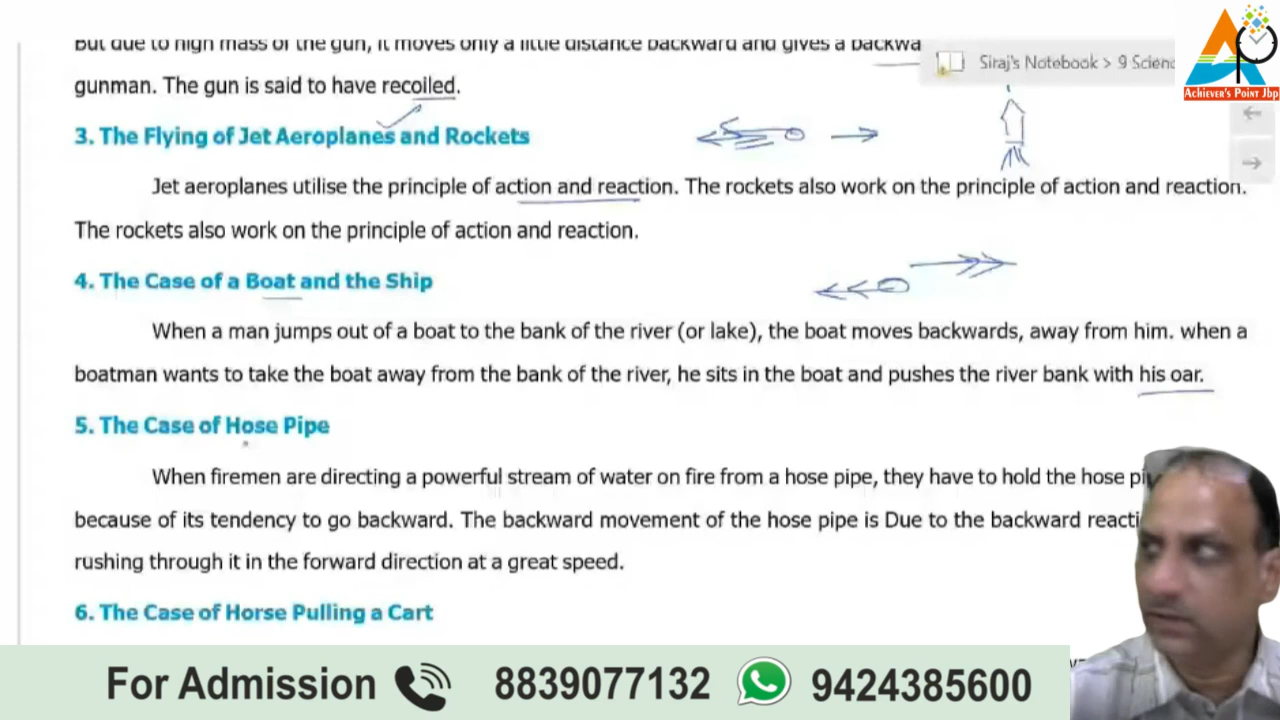 But due to high mass of the gun, it moves only a little distance backward and gives a backwa
gunman. The gun is said to have recoiled.
Siraj's Notebook > 9 Scienc
Achiever's Point Jbp
3. The Flying of Jet Aeroplanes and Rockets
Jet aeroplanes utilise the principle of action and reaction. The rockets also work on the principle of action and reaction.
The rockets also work on the principle of action and reaction.
4. The Case of a Boat and the Ship
When a man jumps out of a boat to the bank of the river (or lake), the boat moves backwards, away from him. when a
boatman wants to take the boat away from the bank of the river, he sits in the boat and pushes the river bank with his oar.
5. The Case of Hose Pipe
When firemen are directing a powerful stream of water on fire from a hose pipe, they have to hold the hose pi
because of its tendency to go backward. The backward movement of the hose pipe is Due to the backward reacti
rushing through it in the forward direction at a great speed.
6. The Case of Horse Pulling a Cart
For Admission 8839077132 9424385600